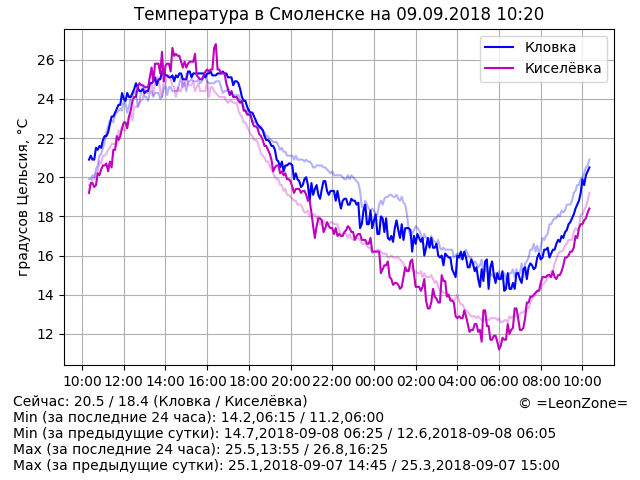 Температура в Смоленске на 09.09.2018 10:20
Кловка
Киселёвка
градусов Цельсия, °C
26
24
22
20
18
16
14
12
10:00 12:00 14:00 16:00 18:00 20:00 22:00 00:00 02:00 04:00 06:00 08:00 10:00
Сейчас: 20.5 / 18.4 (Кловка / Киселёвка)
© =LeonZone=
Min (за последние 24 часа): 14.2,06:15 / 11.2,06:00
Min (за предыдущие сутки): 14.7,2018-09-08 06:25 / 12.6,2018-09-08 06:05
Max (за последние 24 часа): 25.5,13:55 / 26.8,16:25
Max (за предыдущие сутки): 25.1,2018-09-07 14:45 / 25.3,2018-09-07 15:00